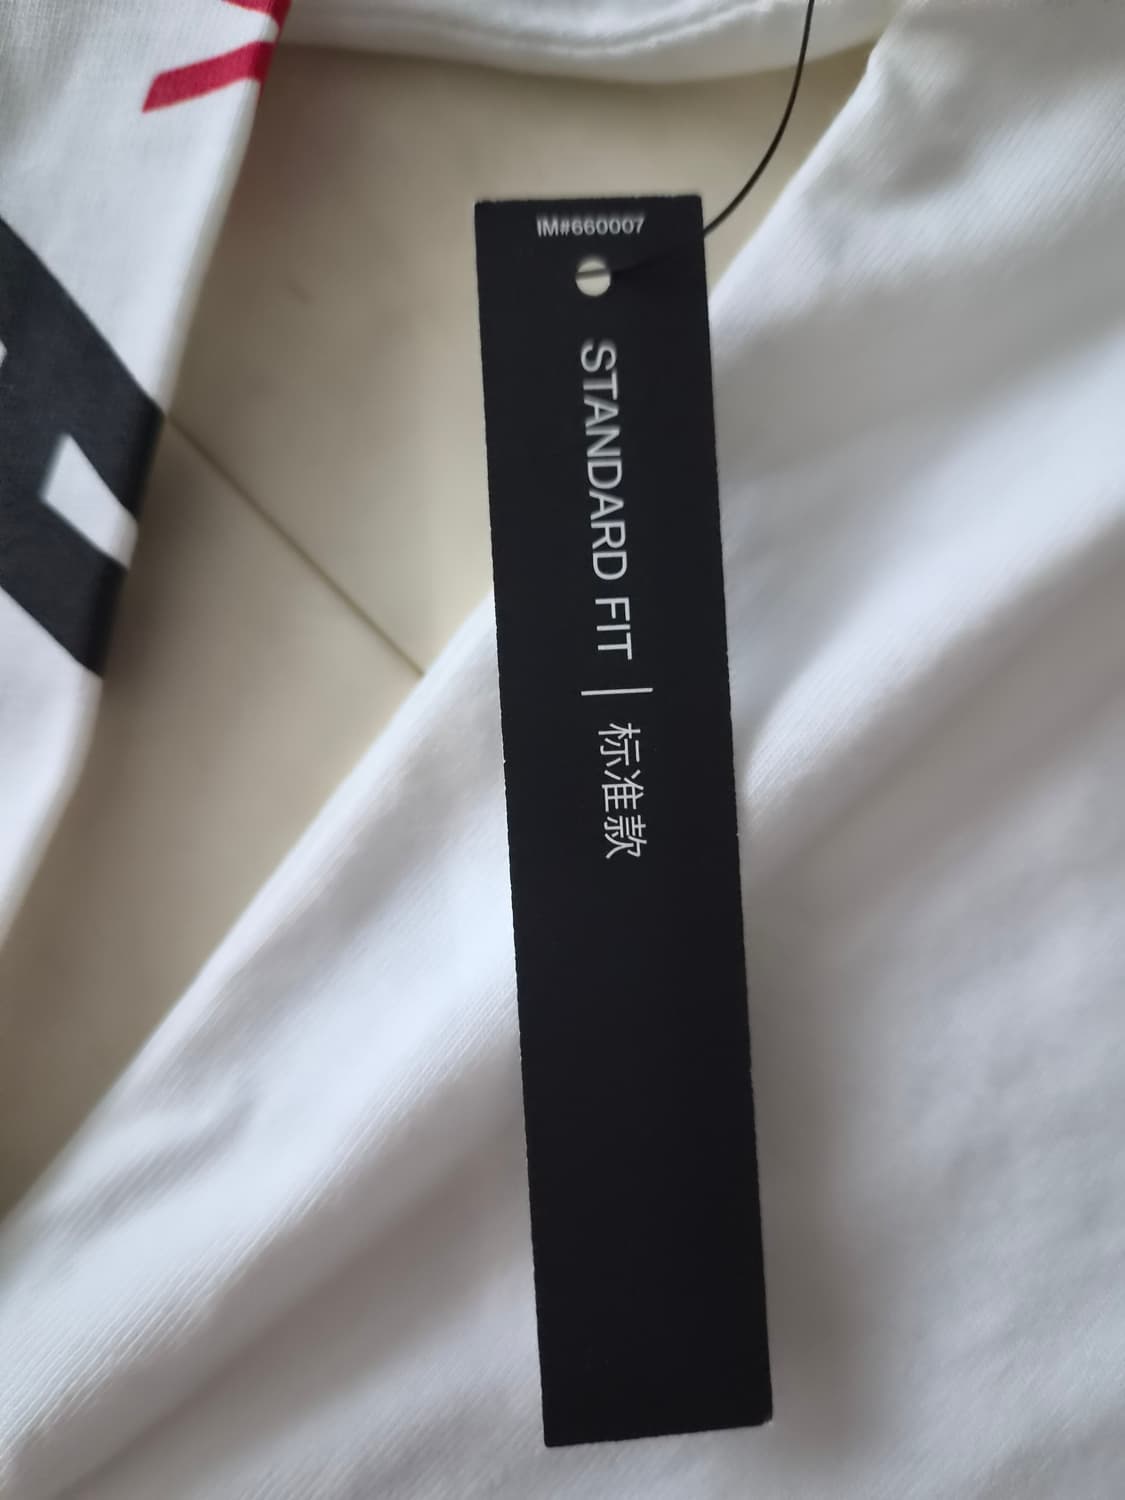 IM#660007
STANDARD FIT | 标准款